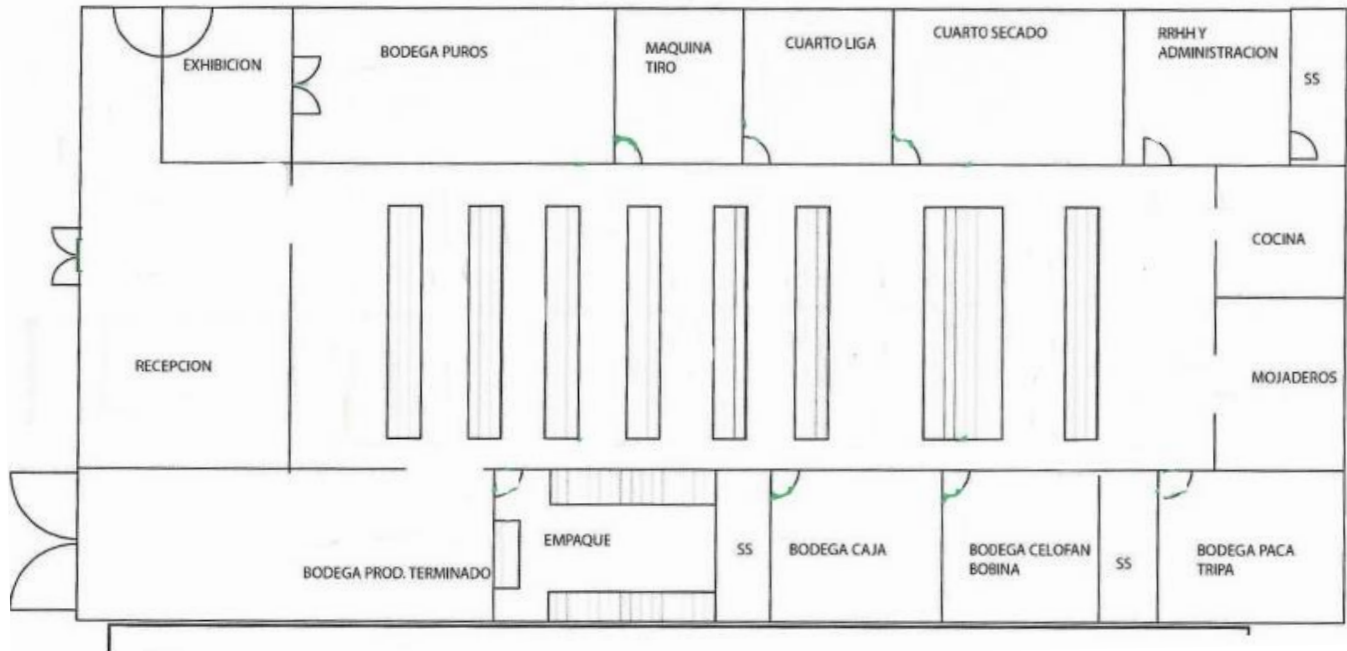 EXHIBICION
BODEGA PUROS
MAQUINA
TIRO
CUARTO LIGA
CUARTO SECADO
RRHH Y
ADMINISTRACION
SS
COCINA
RECEPCION
MOJADEROS
BODEGA PROD. TERMINADO
EMPAQUE
SS
BODEGA CAJA
BODEGA CELOFAN
BOBINA
SS
BODEGA PACA
TRIPA